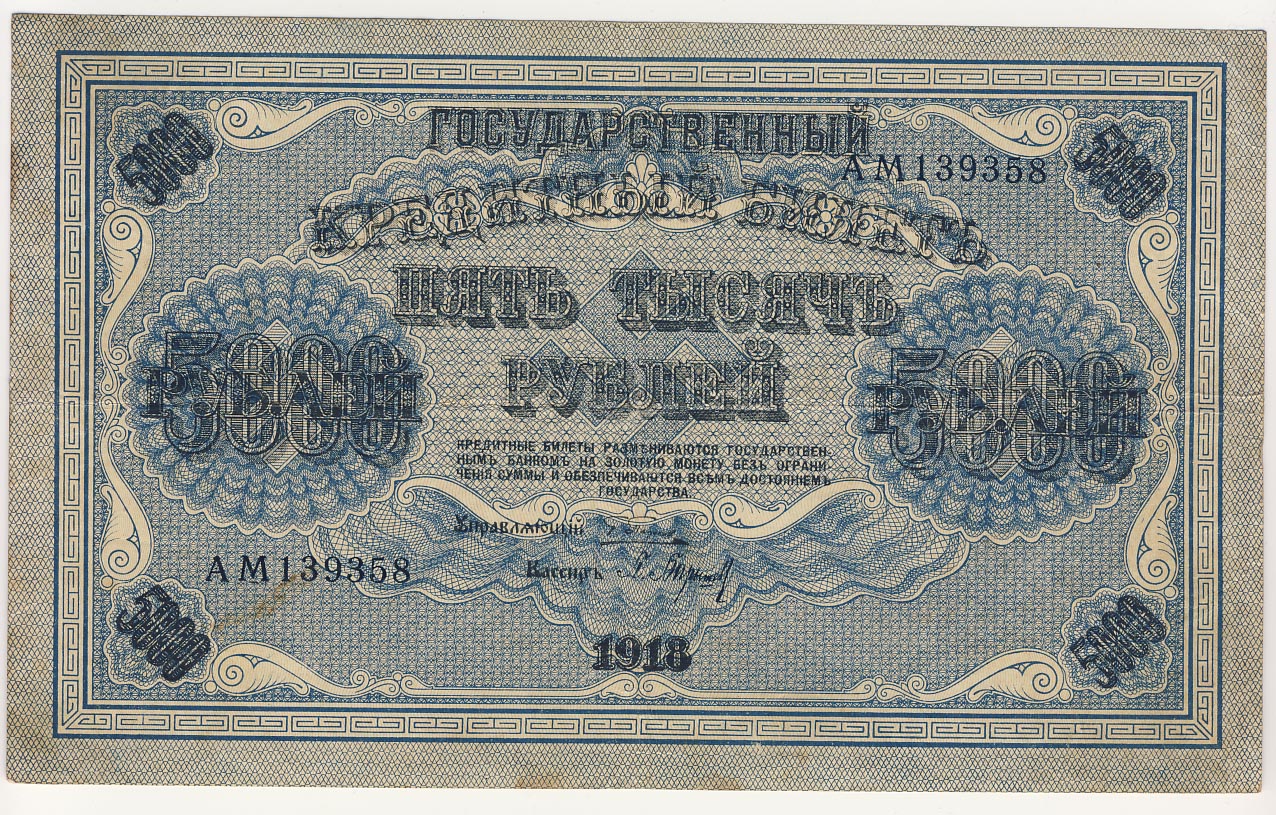 5000
ГОСУДАРСТВЕННЫЙ
5000
АМ139358
КРЕДИТНЫЙ БИЛЕТЪ
ПЯТЬ ТЫСЯЧЪ
РУБЛЕЙ
5000
РУБЛЕЙ
5000
РУБЛЕЙ
КРЕДИТНЫЕ БИЛЕТЫ РАЗМѢНИВАЮТСЯ ГОСУДАРСТВЕН-
НЫМЪ БАНКОМЪ НА ЗОЛОТУЮ МОНЕТУ БЕЗЪ ОГРАНИ-
ЧЕНІЯ СУММЫ И ОБЕЗПЕЧИВАЮТСЯ ВСѢМЪ ДОСТОЯНІЕМЪ
ГОСУДАРСТВА.
Управляющій
АМ139358
Кассиръ
5000
1918
5000